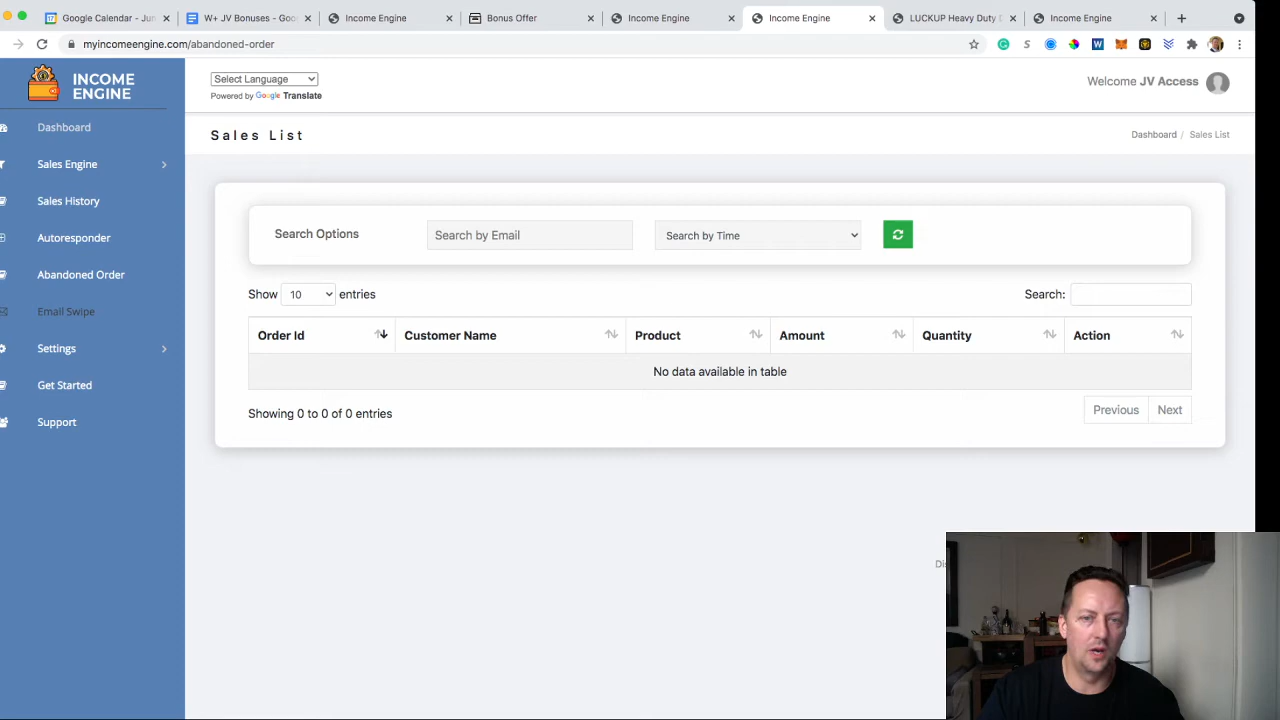 Google Calendar - Jun
W+ JV Bonuses - Goo
Income Engine
Bonus Offer
Income Engine
Income Engine
LUCKUP Heavy Duty
Income Engine
myincomeengine.com/abandoned-order
INCOME
ENGINE
Select Language
Powered by Google Translate
Welcome JV Access
Dashboard
Sales List
Dashboard / Sales List
Sales Engine
Sales History
Autoresponder
Abandoned Order
Email Swipe
Settings
Get Started
Support
Search Options
Search by Email
Search by Time
Show 10 entries
Search:
Order Id
Customer Name
Product
Amount
Quantity
Action
No data available in table
Showing 0 to 0 of 0 entries
Previous
Next